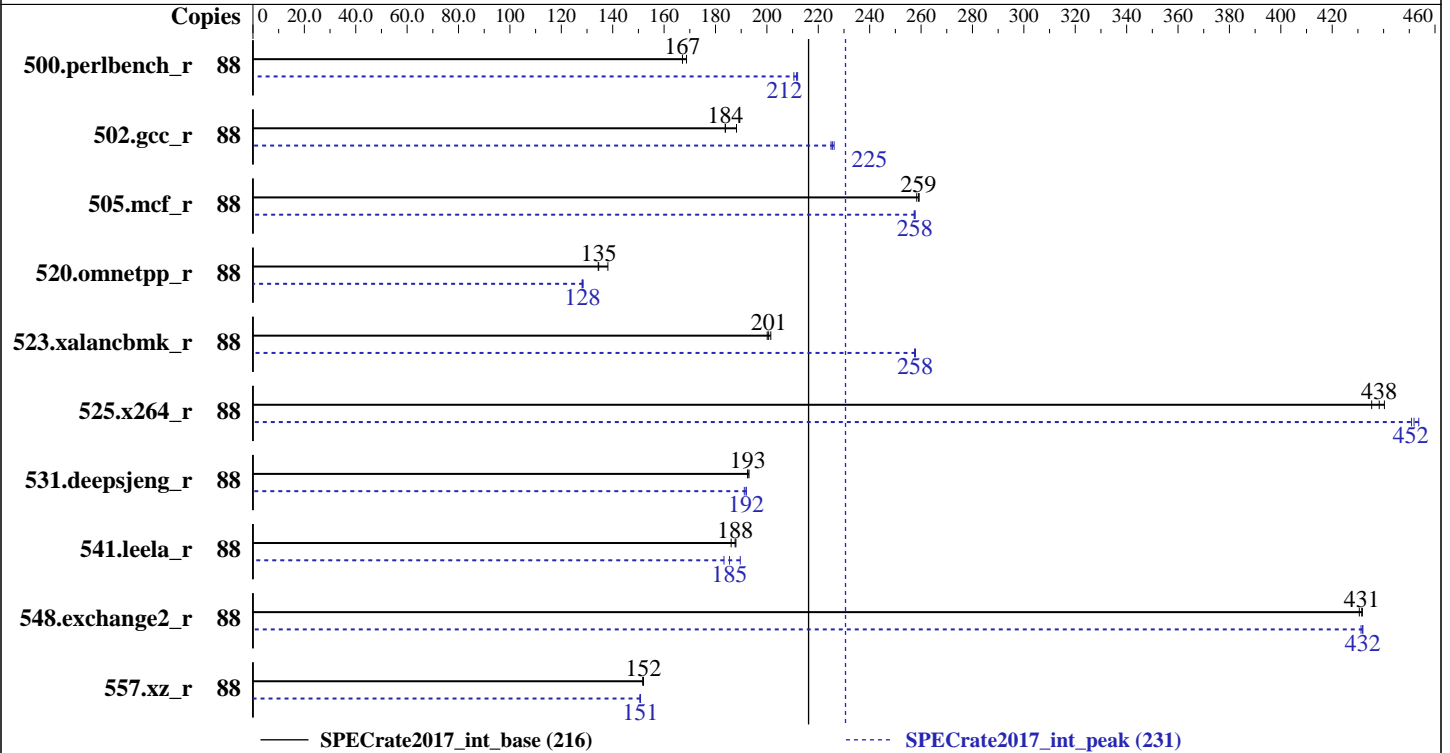 Copies 0 20.0 40.0 60.0 80.0 100 120 140 160 180 200 220 240 260 280 300 320 340 360 380 400 420 460
167
500.perlbench_r 88
212
184
502.gcc_r 88
225
259
505.mcf_r 88
258
135
520.omnetpp_r 88
128
201
523.xalancbmk_r 88
258
438
525.x264_r 88
452
193
531.deepsjeng_r 88
192
188
541.leela_r 88
185
431
548.exchange2_r 88
432
152
557.xz_r 88
151
SPECrate2017_int_base (216) SPECrate2017_int_peak (231)